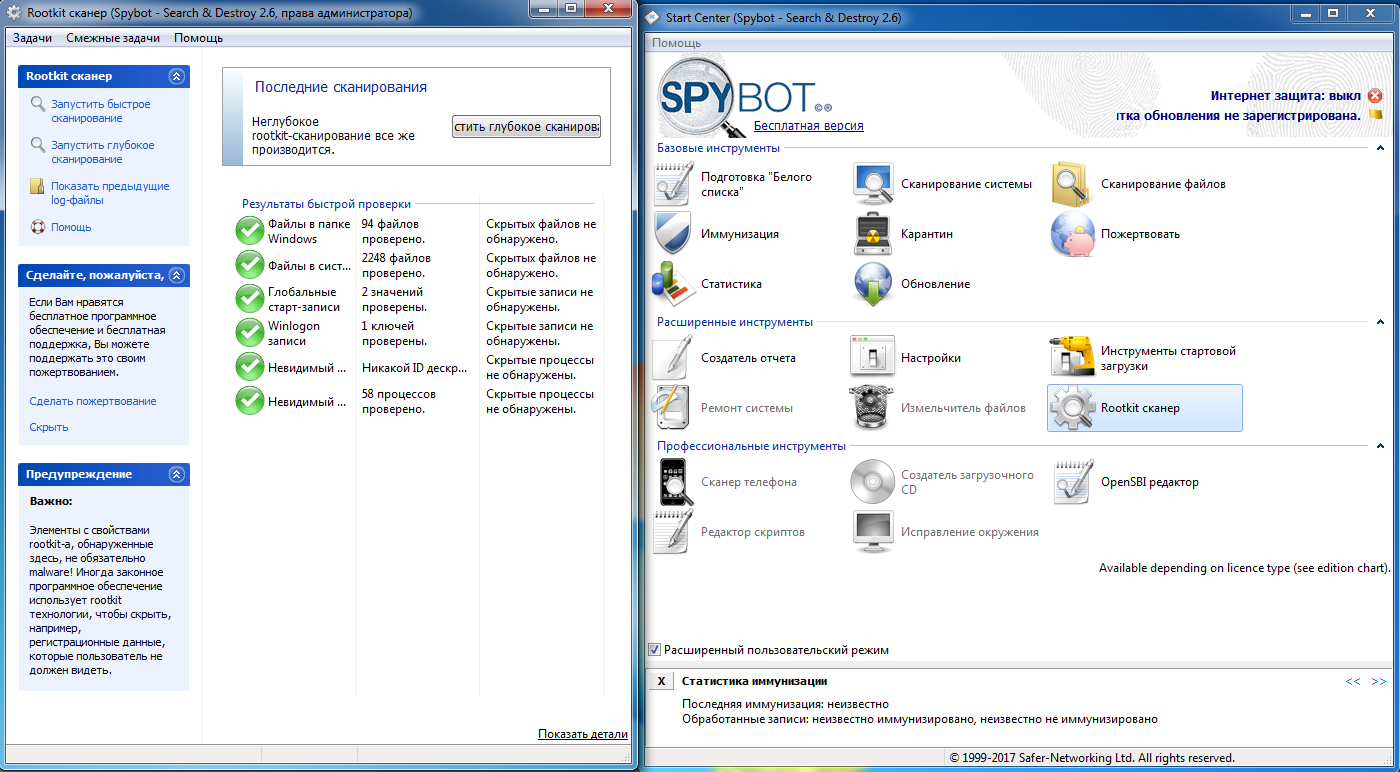 Rootkit сканер (Spybot - Search & Destroy 2.6, права администратора)
Задачи Смежные задачи Помощь
Rootkit сканер
Запустить быстрое
сканирование
Запустить глубокое
сканирование
Показать предыдущие
log-файлы
Помощь
Сделайте, пожалуйста,
Если Вам нравятся
бесплатное программное
обеспечение и бесплатная
поддержка, Вы можете
поддержать это своим
пожертвованием.
Сделать пожертвование
Скрыть
Предупреждение
Важно:
Элементы с свойствами
rootkit-а, обнаруженные
здесь, не обязательно
malware! Иногда законное
программное обеспечение
использует rootkit
технологии, чтобы скрыть,
например,
регистрационные данные,
которые пользователь не
должен видеть.
Последние сканирования
Неглубокое
rootkit-сканирование все же
производится.
стить глубокое сканирова
Результаты быстрой проверки
Файлы в папке
Windows
94 файлов
проверено.
Скрытых файлов не
обнаружено.
Файлы в сист...
2248 файлов
проверено.
Скрытых файлов не
обнаружено.
Глобальные
старт-записи
2 значений
проверены.
Скрытые записи не
обнаружены.
Winlogon
записи
1 ключей
проверены.
Скрытые записи не
обнаружены.
Невидимый ...
Никакой ID дескр...
Скрытые процессы
не обнаружены.
Невидимый ...
58 процессов
проверено.
Скрытые процессы
не обнаружены.
Показать детали
Start Center (Spybot - Search & Destroy 2.6)
Помощь
SPYBOT
Бесплатная версия
Интернет защита: выкл
тка обновления не зарегистрирована.
Базовые инструменты
Подготовка "Белого
списка"
Сканирование системы
Сканирование файлов
Иммунизация
Карантин
Пожертвовать
Статистика
Обновление
Расширенные инструменты
Создатель отчета
Настройки
Инструменты стартовой
загрузки
Ремонт системы
Измельчитель файлов
Rootkit сканер
Профессиональные инструменты
Сканер телефона
Создатель загрузочного
CD
OpenSBI редактор
Редактор скриптов
Исправление окружения
Available depending on licence type (see edition chart).
Расширенный пользовательский режим
X Статистика иммунизации << >>
Последняя иммунизация: неизвестно
Обработанные записи: неизвестно иммунизировано, неизвестно не иммунизировано
© 1999-2017 Safer-Networking Ltd. All rights reserved.